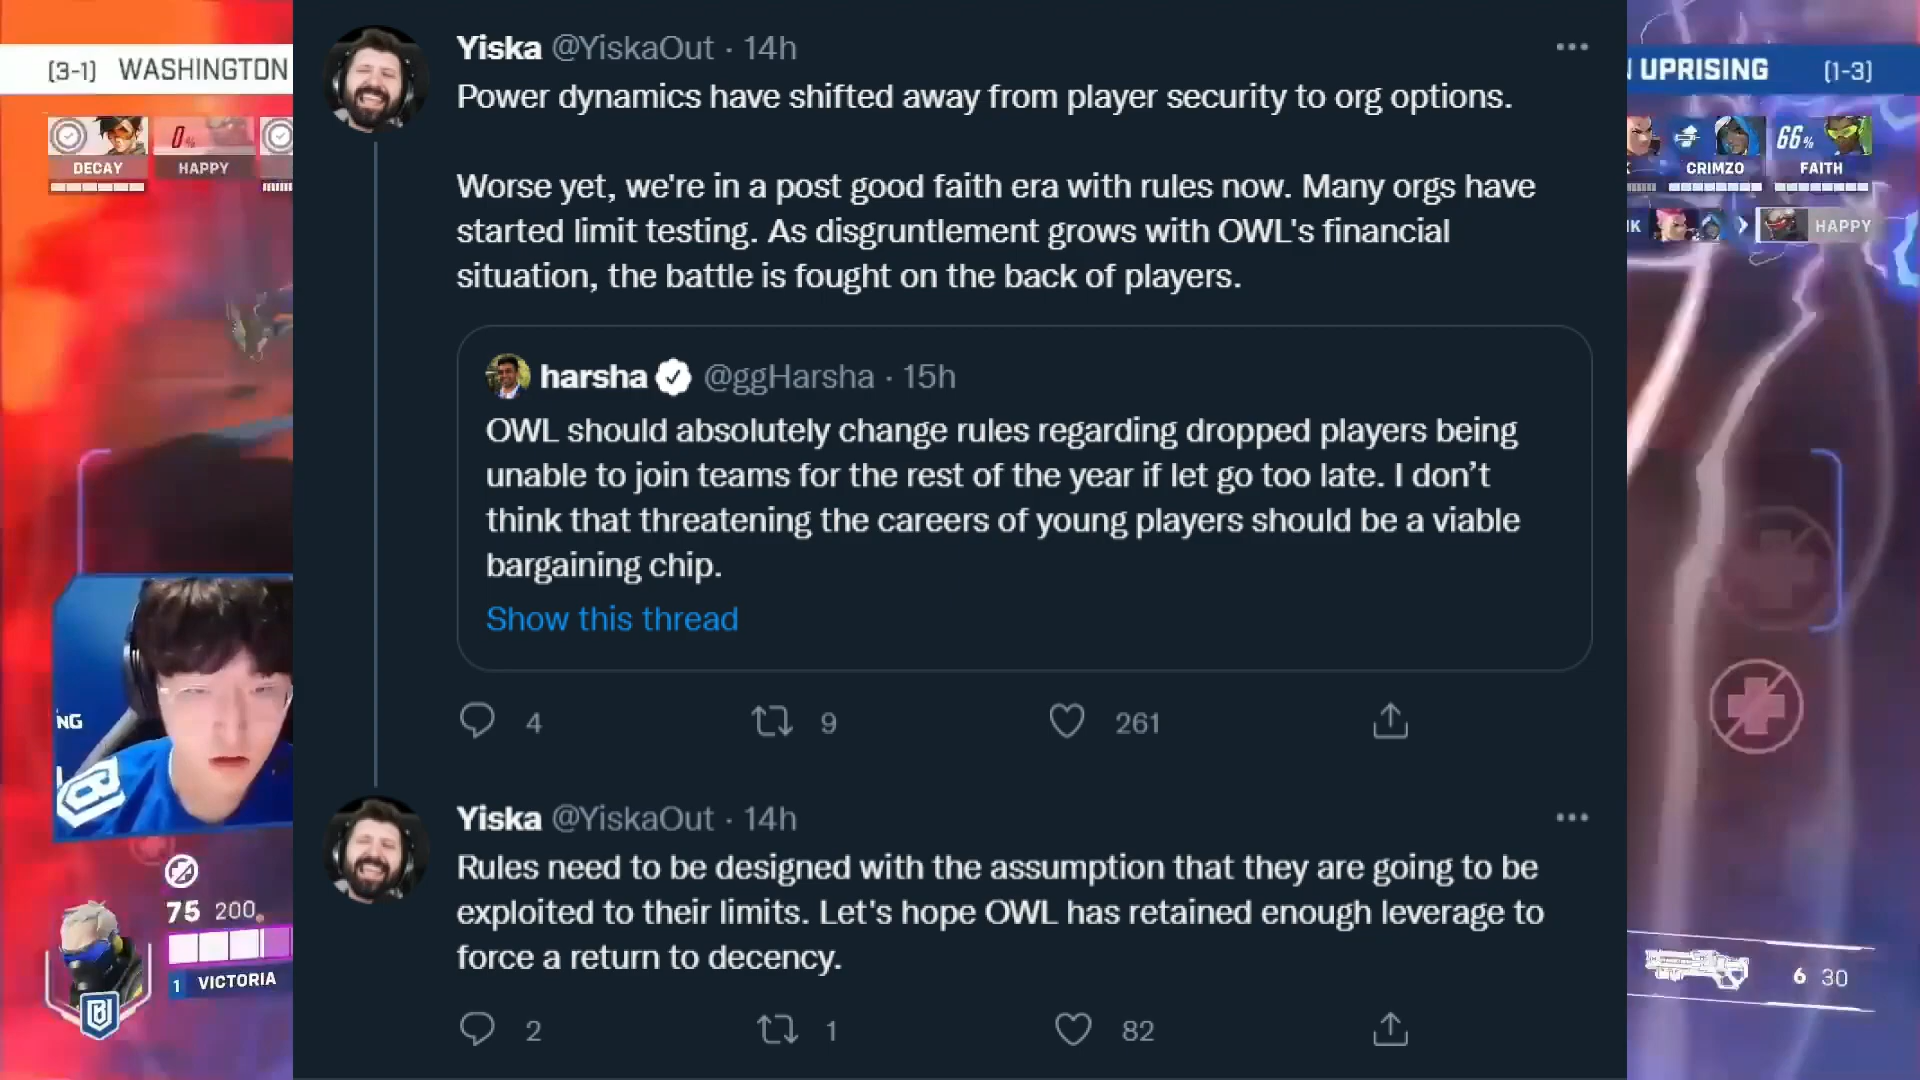 [3-1] WASHINGTON
DECAY
0%
HAPPY
Yiska @YiskaOut · 14h
Power dynamics have shifted away from player security to org options.
Worse yet, we're in a post good faith era with rules now. Many orgs have
started limit testing. As disgruntlement grows with OWL's financial
situation, the battle is fought on the back of players.
harsha @ggHarsha · 15h
OWL should absolutely change rules regarding dropped players being
unable to join teams for the rest of the year if let go too late. I don’t
think that threatening the careers of young players should be a viable
bargaining chip.
Show this thread
4 9 261
Yiska @YiskaOut · 14h
Rules need to be designed with the assumption that they are going to be
exploited to their limits. Let's hope OWL has retained enough leverage to
force a return to decency.
2 1 82
UPRISING [1-3]
66%
CRIMZO FAITH
HAPPY
NG
75 200
1 VICTORIA
6 30